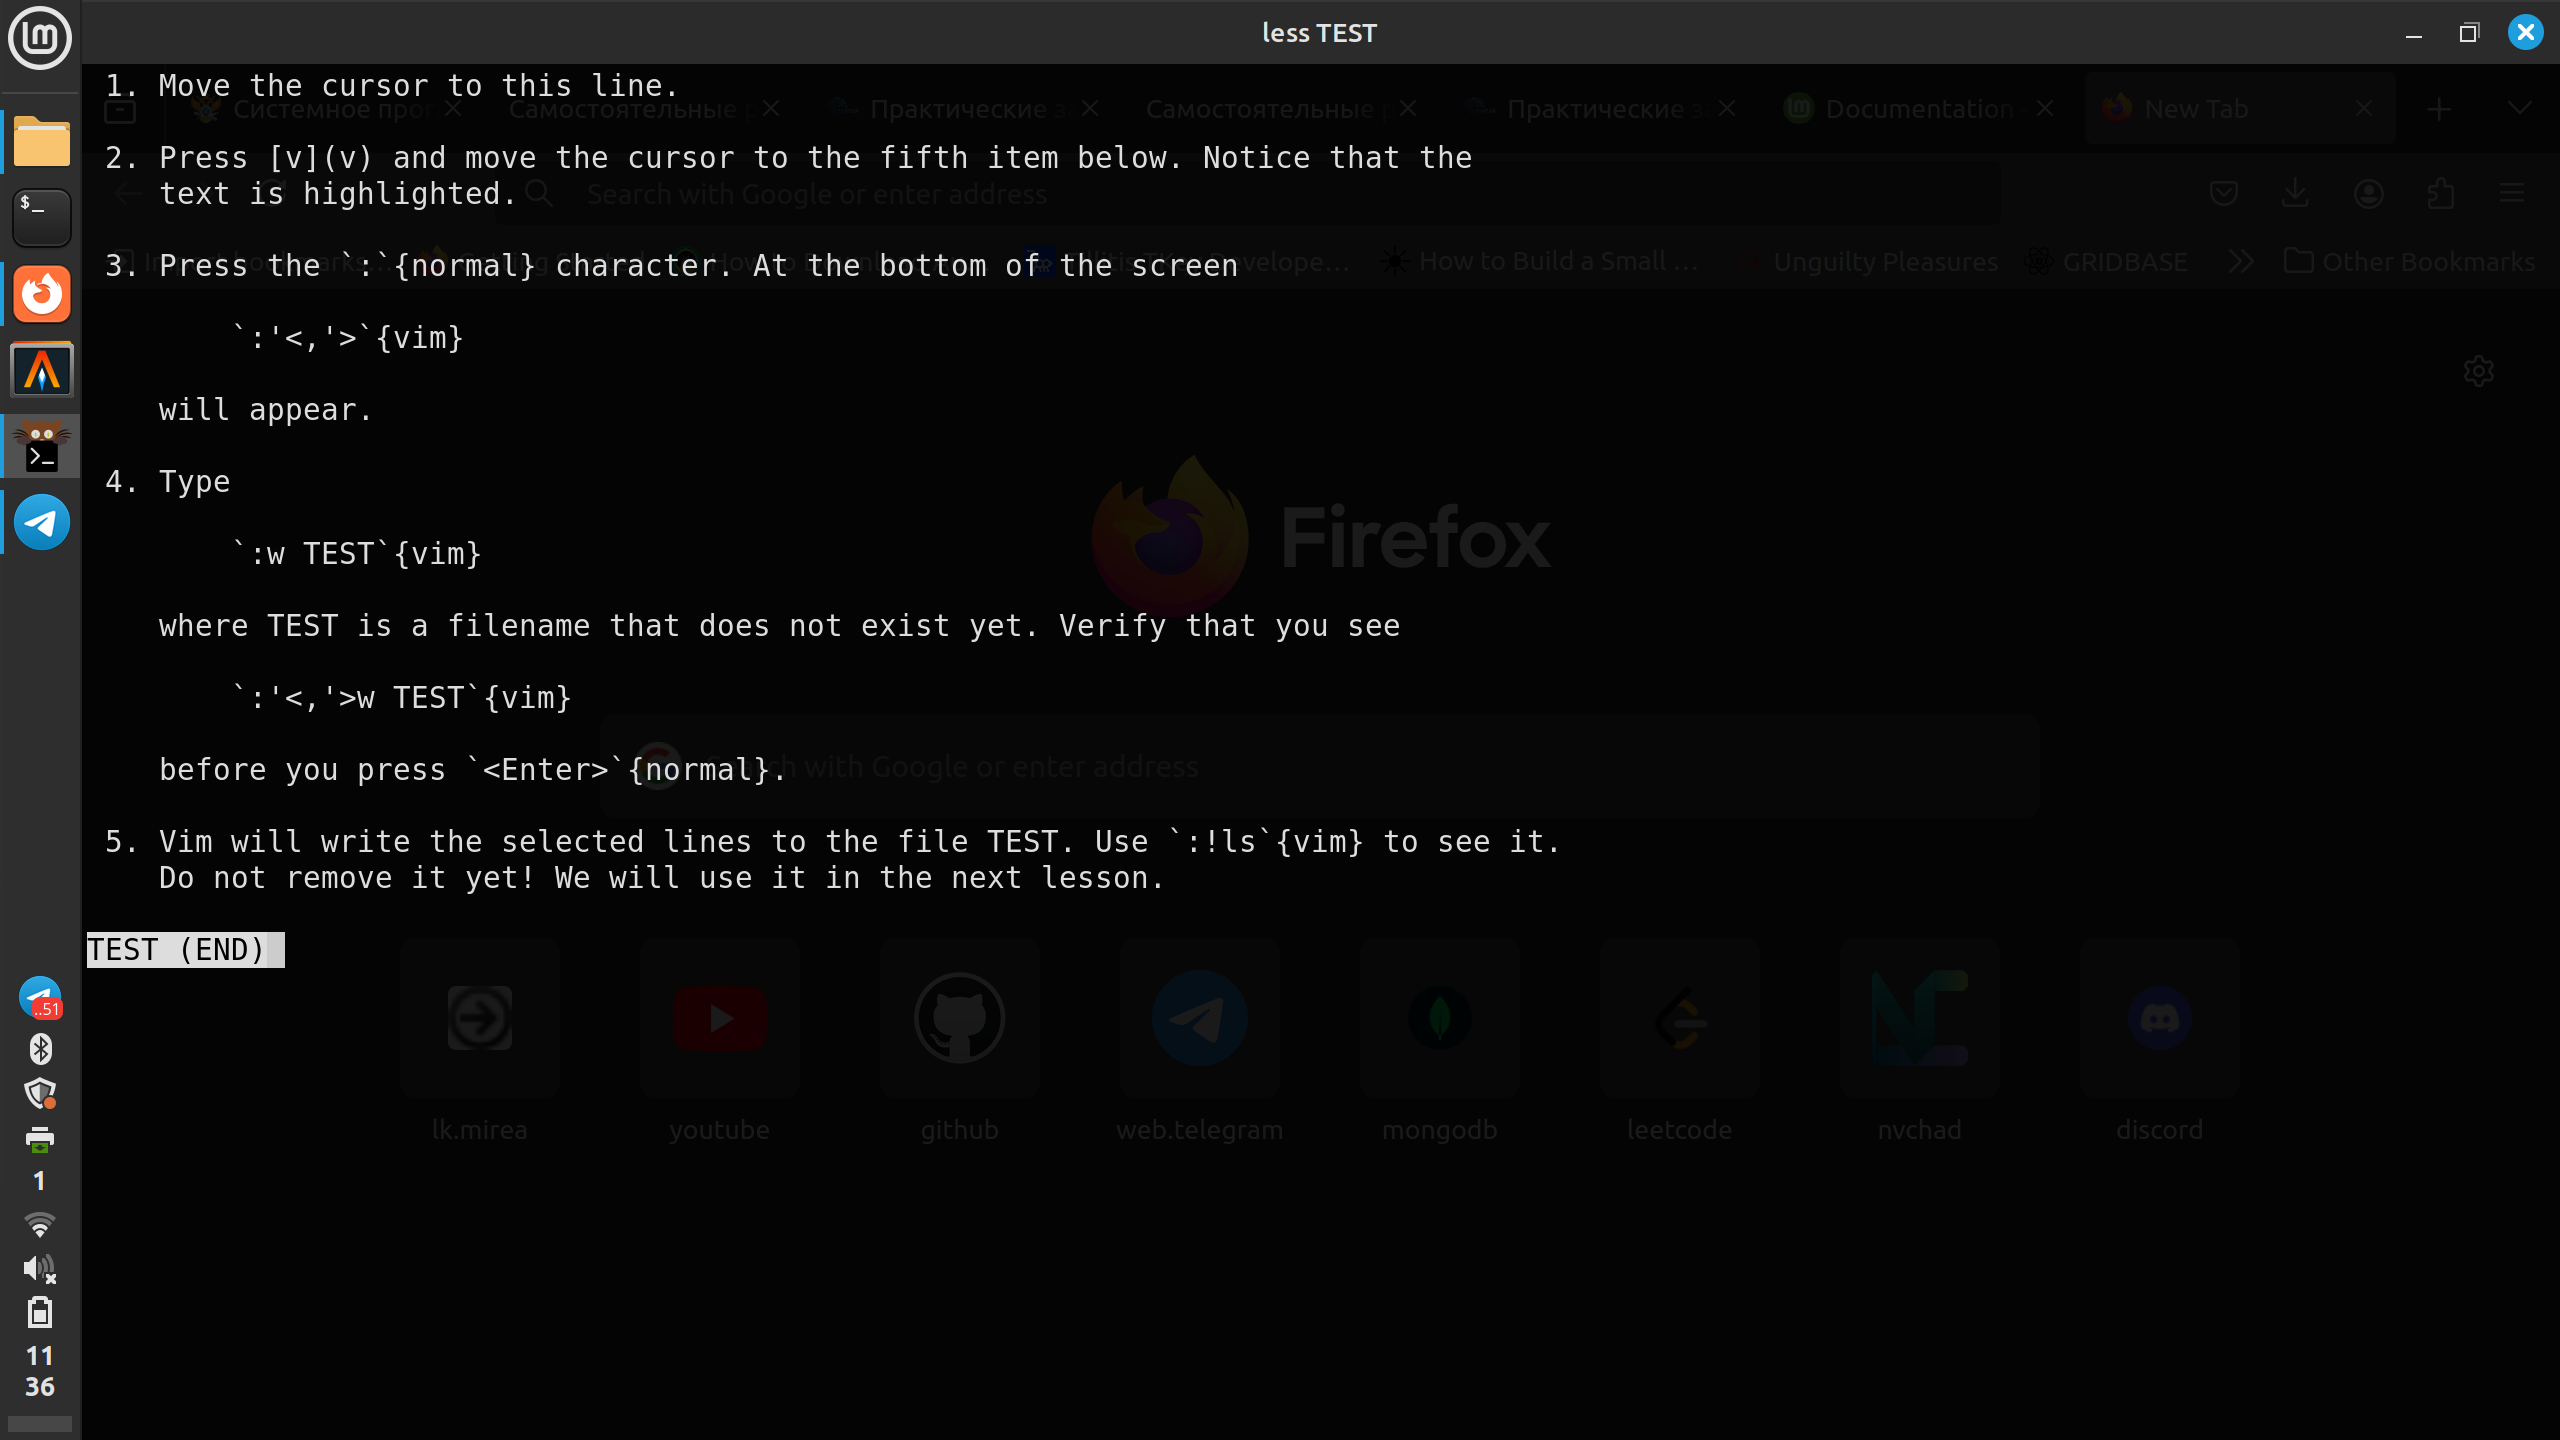 less TEST
1. Move the cursor to this line.
Системное про
Самостоятельные р
Практические з
Самостоятельные р
Практические за
Documentation
New Tab
2. Press [v](v) and move the cursor to the fifth item below. Notice that the
text is highlighted.
Search with Google or enter address
3. Press the `:`{normal} character. At the bottom of the screen
How to Build a Small …
Unguilty Pleasures
GRIDBASE
Other Bookmarks
`:'<,'>`{vim}
will appear.
4. Type
Firefox
`:w TEST`{vim}
where TEST is a filename that does not exist yet. Verify that you see
`:'<,'>w TEST`{vim}
before you press `<Enter>`{normal}.
Search with Google or enter address
5. Vim will write the selected lines to the file TEST. Use `:!ls`{vim} to see it.
Do not remove it yet! We will use it in the next lesson.
TEST (END)
lk.mirea
youtube
github
web.telegram
mongodb
leetcode
nvchad
discord
..51
1
11
36